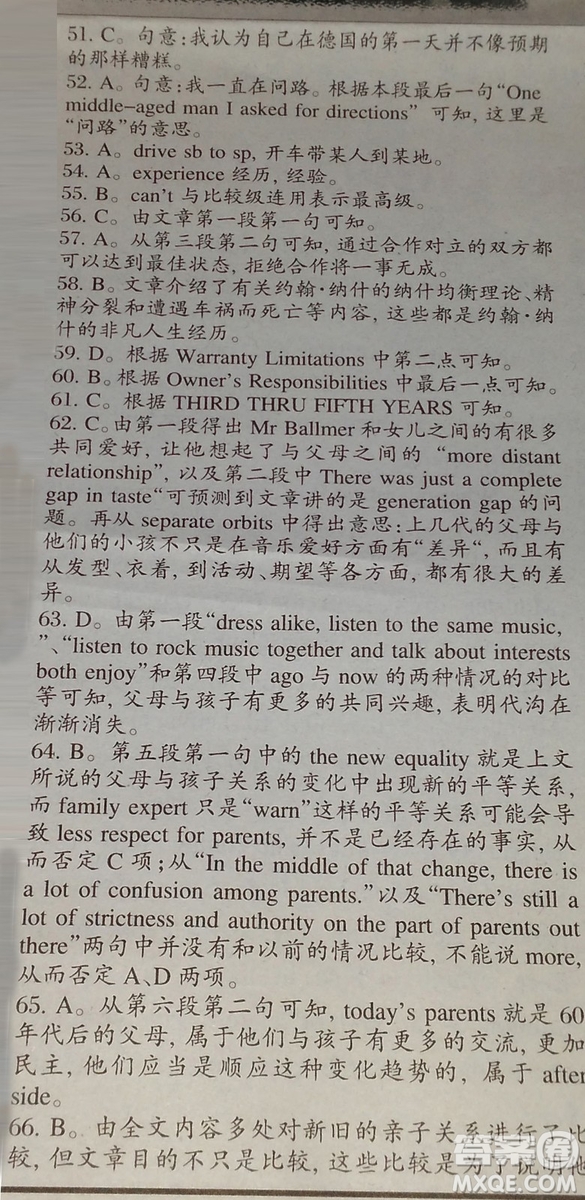 51. C。句意:我认为自己在德国的第一天并不像预期
的那样糟糕。
52. A。句意:我一直在问路。根据本段最后一句“One
middle-aged man I asked for directions” 可知, 这里是
“问路”的意思。
53. A。drive sb to sp, 开车带某人到某地。
54. A。experience 经历, 经验。
55. B。can't 与比较级连用表示最高级。
56. C。由文章第一段第一句可知。
57. A。从第三段第二句可知, 通过合作对立的双方都
可以达到最佳状态, 拒绝合作将一事无成。
58. B。文章介绍了有关约翰·纳什的纳什均衡理论、精
神分裂和遭遇车祸而死亡等内容, 这些都是约翰·纳
什的非凡人生经历。
59. D。根据 Warranty Limitations 中第二点可知。
60. B。根据 Owner's Responsibilities 中最后一点可知。
61. C。根据 THIRD THRU FIFTH YEARS 可知。
62. C。由第一段得出 Mr Ballmer 和女儿之间的有很多
共同爱好, 让他想起了与父母之间的 “more distant
relationship”, 以及第二段中 There was just a complete
gap in taste“可预测到文章讲的是 generation gap 的问
题。再从 separate orbits 中得出意思:上几代的父母与
他们的小孩不只是在音乐爱好方面有“差异“, 而且有
从发型、衣着, 到活动、期望等各方面, 都有很大的差
异。
63. D。由第一段“dress alike, listen to the same music,
”、“listen to rock music together and talk about interests
both enjoy”和第四段中 ago 与 now 的两种情况的对比
等可知, 父母与孩子有更多的共同兴趣, 表明代沟在
渐渐消失。
64. B。第五段第一句中的 the new equality 就是上文
所说的父母与孩子关系的变化中出现新的平等关系,
而 family expert 只是“warn”这样的平等关系可能会导
致 less respect for parents, 并不是已经存在的事实, 从
而否定 C 项;从“In the middle of that change, there is
a lot of confusion among parents.”以及“There's still a
lot of strictness and authority on the part of parents out
there”两句中并没有和以前的情况比较, 不能说 more,
从而否定 A、D 两项。
65. A。从第六段第二句可知, today's parents 就是 60
年代后的父母, 属于他们与孩子有更多的交流, 更加
民主, 他们应当是顺应这种变化趋势的, 属于 after
side。
66. B。由全文内容多处对新旧的亲子关系进行了比
较, 但文章目的不只是比较, 这些比较是为了说明他
MXQE.COM